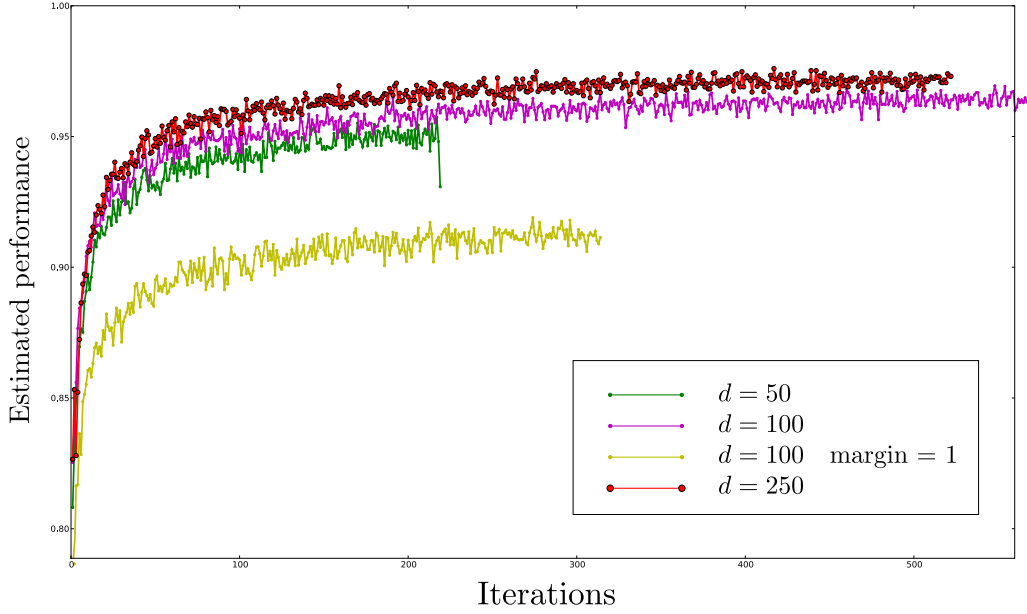 1.00
0.95
0.90
0.85
0.80
Estimated performance
d = 50
d = 100
d = 100 margin = 1
d = 250
0 100 200 300 400 500
Iterations